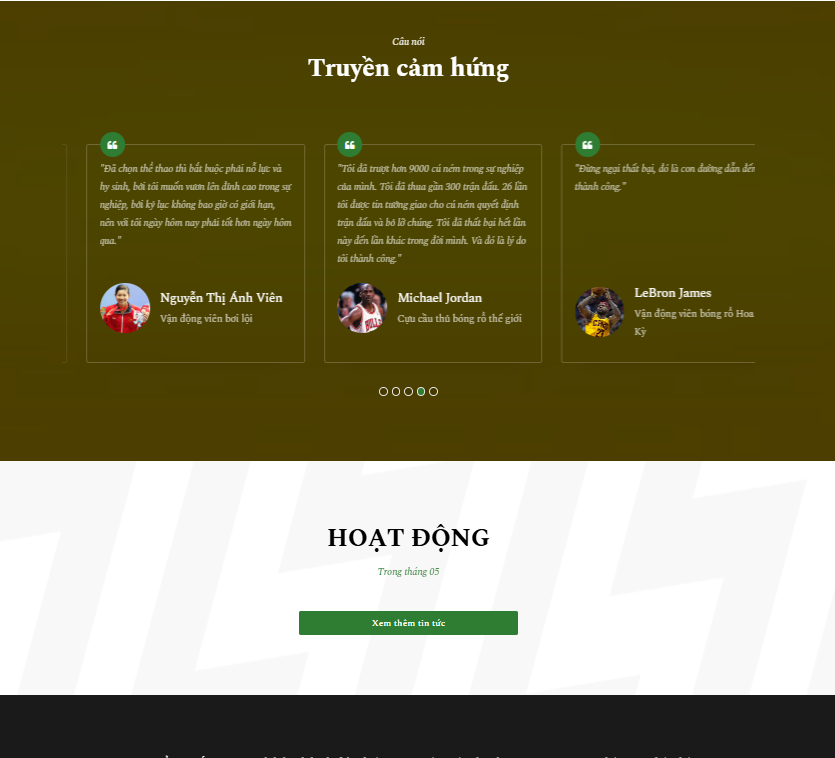 Câu nói
Truyền cảm hứng
"Đã chọn thể thao thì bắt buộc phải nỗ lực và
hy sinh, bởi tôi muốn vươn lên đỉnh cao trong sự
nghiệp, bởi kỷ lục không bao giờ có giới hạn,
nên với tôi ngày hôm nay phải tốt hơn ngày hôm
qua."
Nguyễn Thị Ánh Viên
Vận động viên bơi lội
"Tôi đã trượt hơn 9000 cú ném trong sự nghiệp
của mình. Tôi đã thua gần 300 trận đấu. 26 lần
tôi được tin tưởng giao cho cú ném quyết định
trận đấu và bỏ lỡ chúng. Tôi đã thất bại hết lần
này đến lần khác trong đời mình. Và đó là lý do
tôi thành công."
Michael Jordan
Cựu cầu thủ bóng rổ thế giới
"Đừng ngại thất bại, đó là con đường dẫn đến
thành công."
LeBron James
Vận động viên bóng rổ Hoa
Kỳ
HOẠT ĐỘNG
Trong tháng 05
Xem thêm tin tức